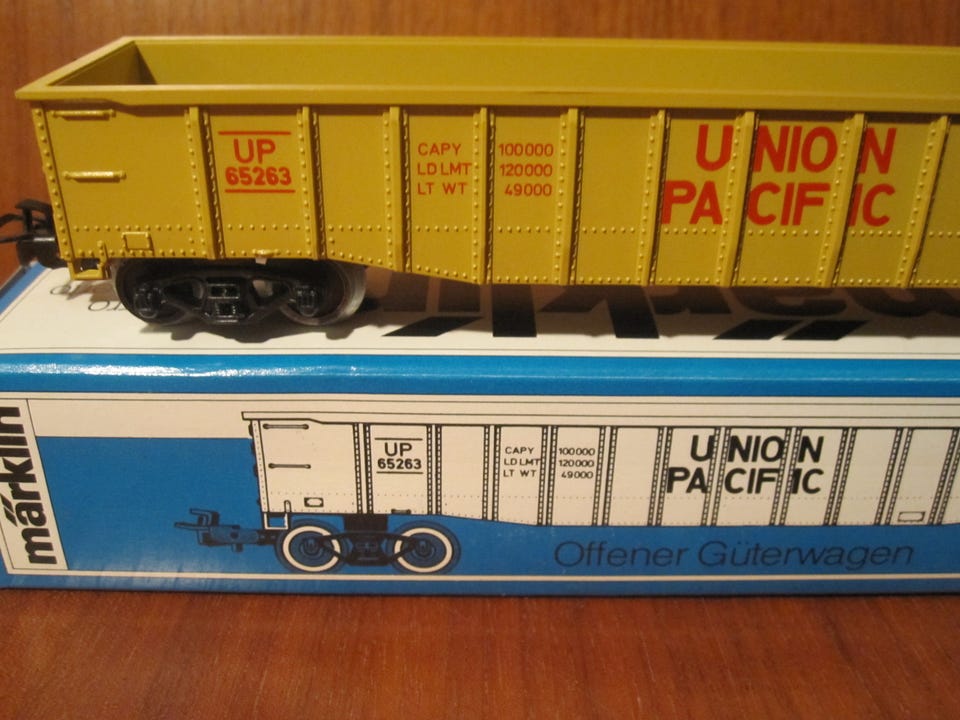 UP
65263
CAPY 100000
LD LMT 120000
LT WT 49000
UNION
PACIFIC
märklin
UP
65263
CAPY 100000
LD LMT 120000
LT WT 49000
UNION
PACIFIC
Offener Güterwagen